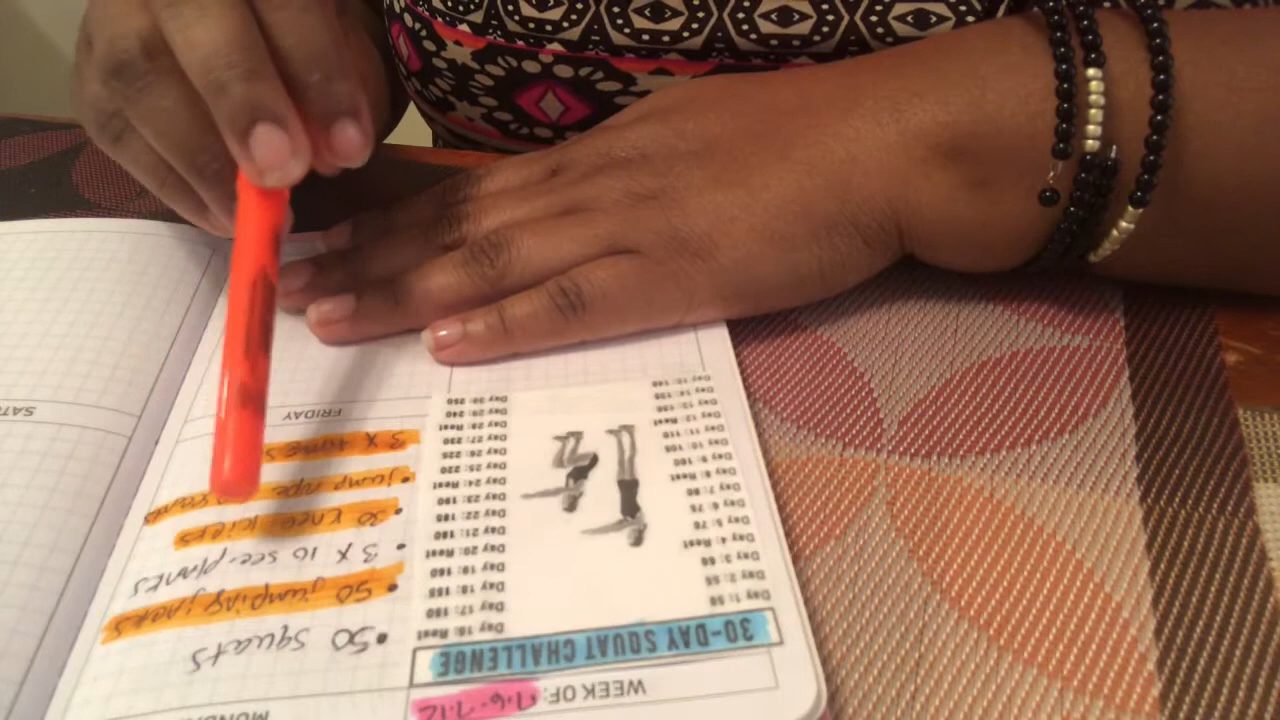 WEEK OF: 7.6-7.12
30-DAY SQUAT CHALLENGE
Day 1: 50
Day 2: 55
Day 3: 60
Day 4: Rest
Day 5: 70
Day 6: 75
Day 7: 80
Day 8: Rest
Day 9: 100
Day 10: 105
Day 11: 110
Day 12: Rest
Day 13: 130
Day 14: 135
Day 15: 140
Day 16: Rest
Day 17: 150
Day 18: 155
Day 19: 160
Day 20: Rest
Day 21: 180
Day 22: 185
Day 23: 190
Day 24: Rest
Day 25: 220
Day 26: 225
Day 27: 230
Day 28: Rest
Day 29: 240
Day 30: 250
MONDA
• 50 squats
• 50 jumping jacks
• 3 x 10 see-planks
• 30 knee kicks
• jump rope
3 x times
FRIDAY
SAT